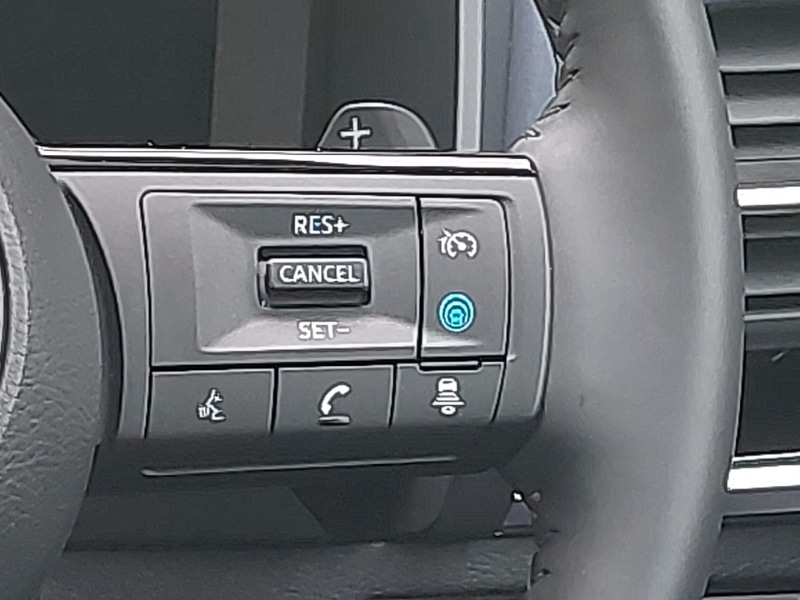 +
RES+
CANCEL
SET-